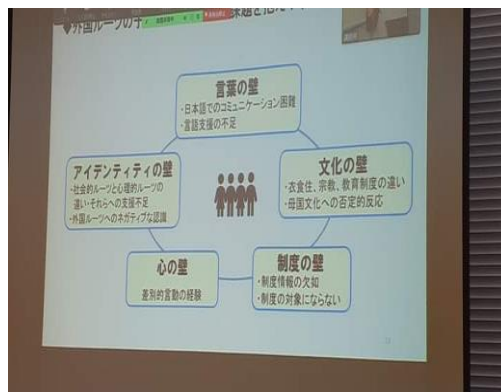 ◆外国ルーツの子
課題を抱え
言葉の壁
・日本語でのコミュニケーション困難
・言語支援の不足
アイデンティティの壁
・社会的ルーツと心理的ルーツの
違い・それらへの支援不足
・外国ルーツへのネガティブな認識
文化の壁
・衣食住、宗教、教育制度の違い
・母国文化への否定的反応
心の壁
差別的言動の経験
制度の壁
・制度情報の欠如
・制度の対象にならない